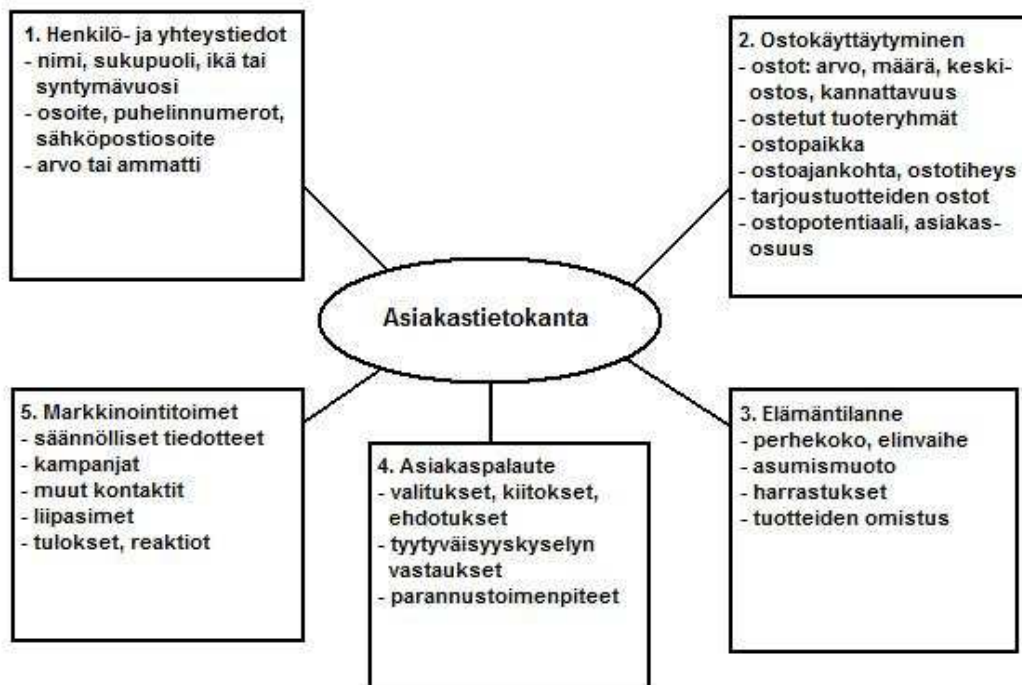 1. Henkilö- ja yhteystiedot
- nimi, sukupuoli, ikä tai
syntymävuosi
- osoite, puhelinnumerot,
sähköpostiosoite
- arvo tai ammatti
2. Ostokäyttäytyminen
- ostot: arvo, määrä, keski-
ostos, kannattavuus
- ostetut tuoteryhmät
- ostopaikka
- ostoajankohta, ostotiheys
- tarjoustuotteiden ostot
- ostopotentiaali, asiakas-
osuus
Asiakastietokanta
3. Elämäntilanne
- perhekoko, elinvaihe
- asumismuoto
- harrastukset
- tuotteiden omistus
4. Asiakaspalaute
- valitukset, kiitokset,
ehdotukset
- tyytyväisyyskyselyn
vastaukset
- parannustoimenpiteet
5. Markkinointitoimet
- säännölliset tiedotteet
- kampanjat
- muut kontaktit
- liipasimet
- tulokset, reaktiot